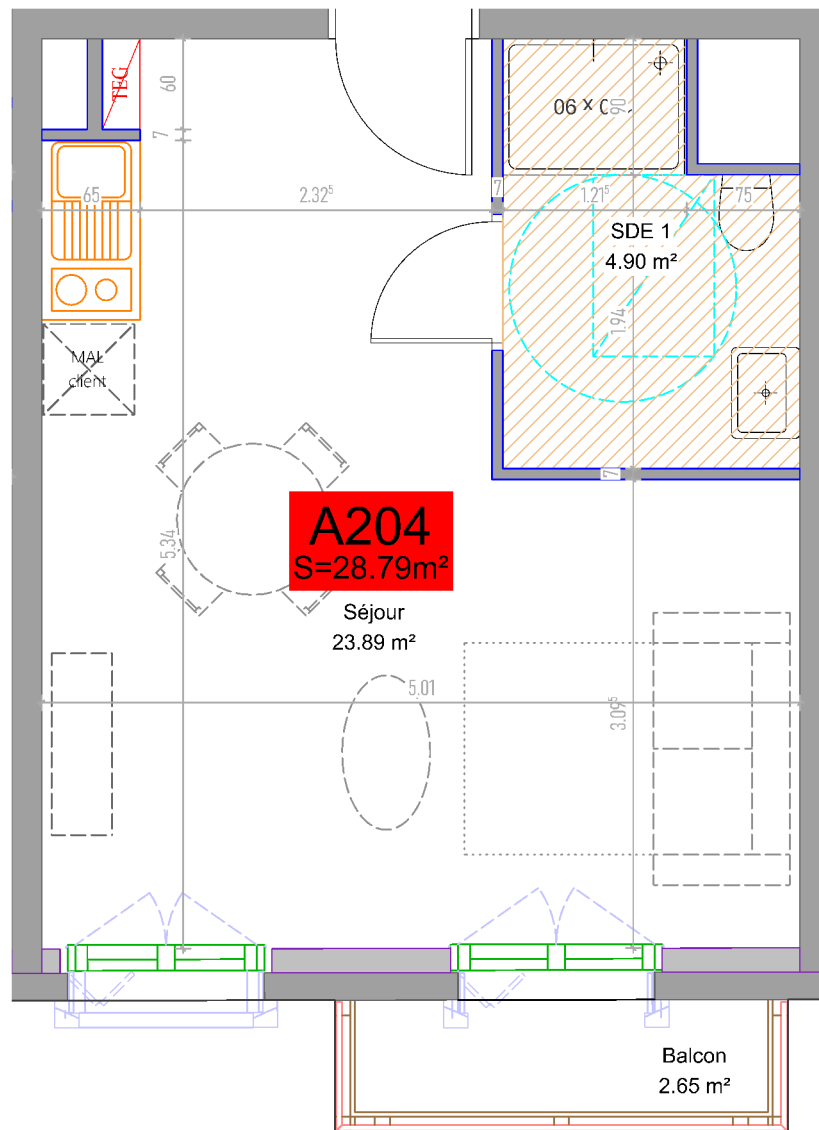 TEG
60
7
65
2.32⁵
7
1.21⁵
75
90
SDE 1
4.90 m²
1.94
MAL
client
7
5.34
A204
S=28.79m²
Séjour
23.89 m²
5.01
3.09⁵
Balcon
2.65 m²